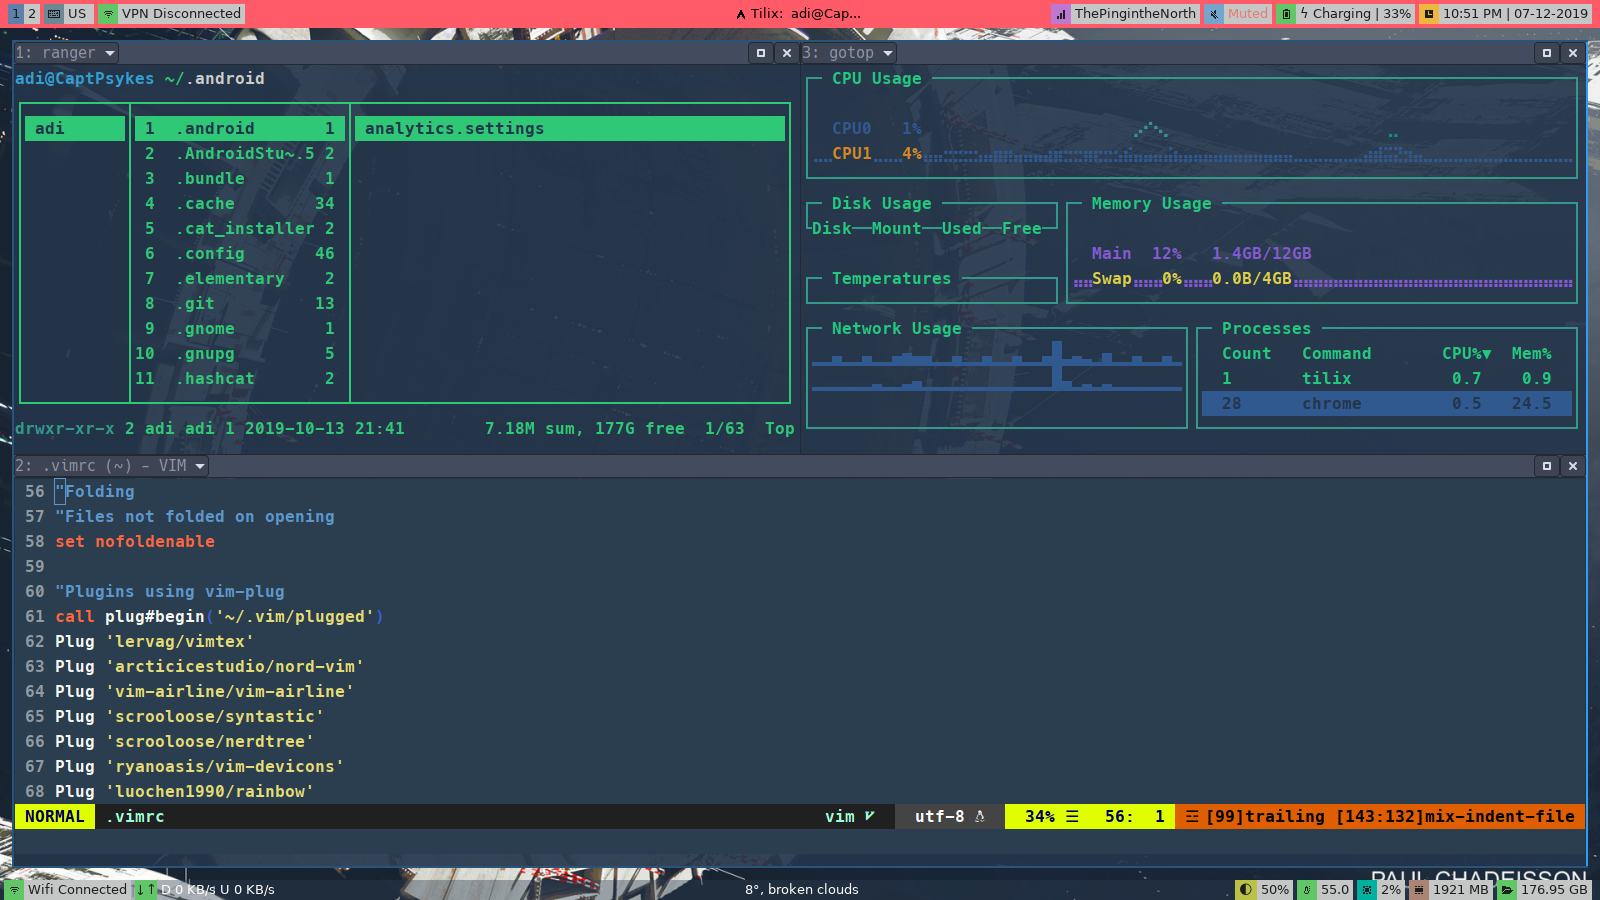 1 2 US VPN Disconnected Tilix: adi@Cap... ThePingintheNorth Muted Charging | 33% 10:51 PM | 07-12-2019
1: ranger
adi@CaptPsykes ~/.android
adi
1 .android 1
2 .AndroidStu~.5 2
3 .bundle 1
4 .cache 34
5 .cat_installer 2
6 .config 46
7 .elementary 2
8 .git 13
9 .gnome 1
10 .gnupg 5
11 .hashcat 2
analytics.settings
drwxr-xr-x 2 adi adi 1 2019-10-13 21:41 7.18M sum, 177G free 1/63 Top
3: gotop
CPU Usage
CPU0 1%
CPU1 4%
Disk Usage
Disk Mount Used Free
Temperatures
Memory Usage
Main 12% 1.4GB/12GB
Swap 0% 0.0B/4GB
Network Usage
Processes
Count Command CPU%▼ Mem%
1 tilix 0.7 0.9
28 chrome 0.5 24.5
2: .vimrc (~) - VIM
56 "Folding
57 "Files not folded on opening
58 set nofoldenable
59
60 "Plugins using vim-plug
61 call plug#begin('~/.vim/plugged')
62 Plug 'lervag/vimtex'
63 Plug 'arcticicestudio/nord-vim'
64 Plug 'vim-airline/vim-airline'
65 Plug 'scrooloose/syntastic'
66 Plug 'scrooloose/nerdtree'
67 Plug 'ryanoasis/vim-devicons'
68 Plug 'luochen1990/rainbow'
NORMAL .vimrc vim utf-8 34% ☰ 56: 1 ☲ [99]trailing [143:132]mix-indent-file
PAUL CHADEISSON
Wifi Connected ↓↑ D 0 KB/s U 0 KB/s 8°, broken clouds 50% 55.0 2% 1921 MB 176.95 GB